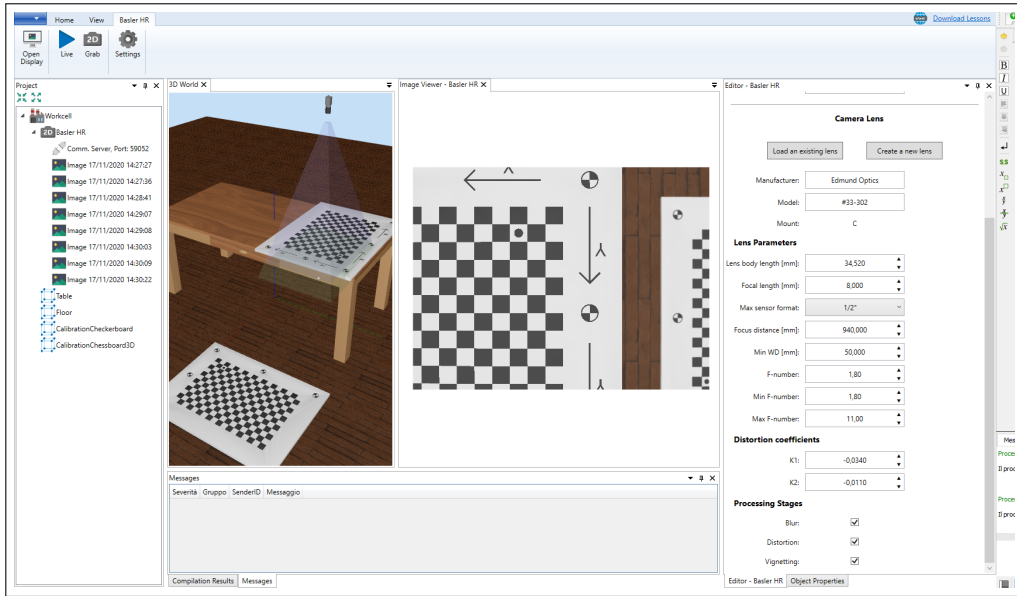 Home View Basler HR
Download Lessons
Open Display
Live
2D
Grab
Settings
Project
Workcell
2D Basler HR
Comm. Server, Port: 59052
Image 17/11/2020 14:27:27
Image 17/11/2020 14:27:36
Image 17/11/2020 14:28:41
Image 17/11/2020 14:29:07
Image 17/11/2020 14:29:08
Image 17/11/2020 14:30:03
Image 17/11/2020 14:30:09
Image 17/11/2020 14:30:22
Table
Floor
CalibrationCheckerboard
CalibrationChessboard3D
3D World
Image Viewer - Basler HR
Y
Messages
Severità Gruppo SenderID Messaggio
Compilation Results Messages
Editor - Basler HR
Camera Lens
Load an existing lens Create a new lens
Manufacturer: Edmund Optics
Model: #33-302
Mount: C
Lens Parameters
Lens body length [mm]: 34,520
Focal length [mm]: 8,000
Max sensor format: 1/2"
Focus distance [mm]: 940,000
Min WD [mm]: 50,000
F-number: 1,80
Min F-number: 1,80
Max F-number: 11,00
Distortion coefficients
K1: -0,0340
K2: -0,0110
Processing Stages
Blur:
Distortion:
Vignetting:
Editor - Basler HR Object Properties
B
I
U
Mes
Proce
Il proc
Proce
Il proc